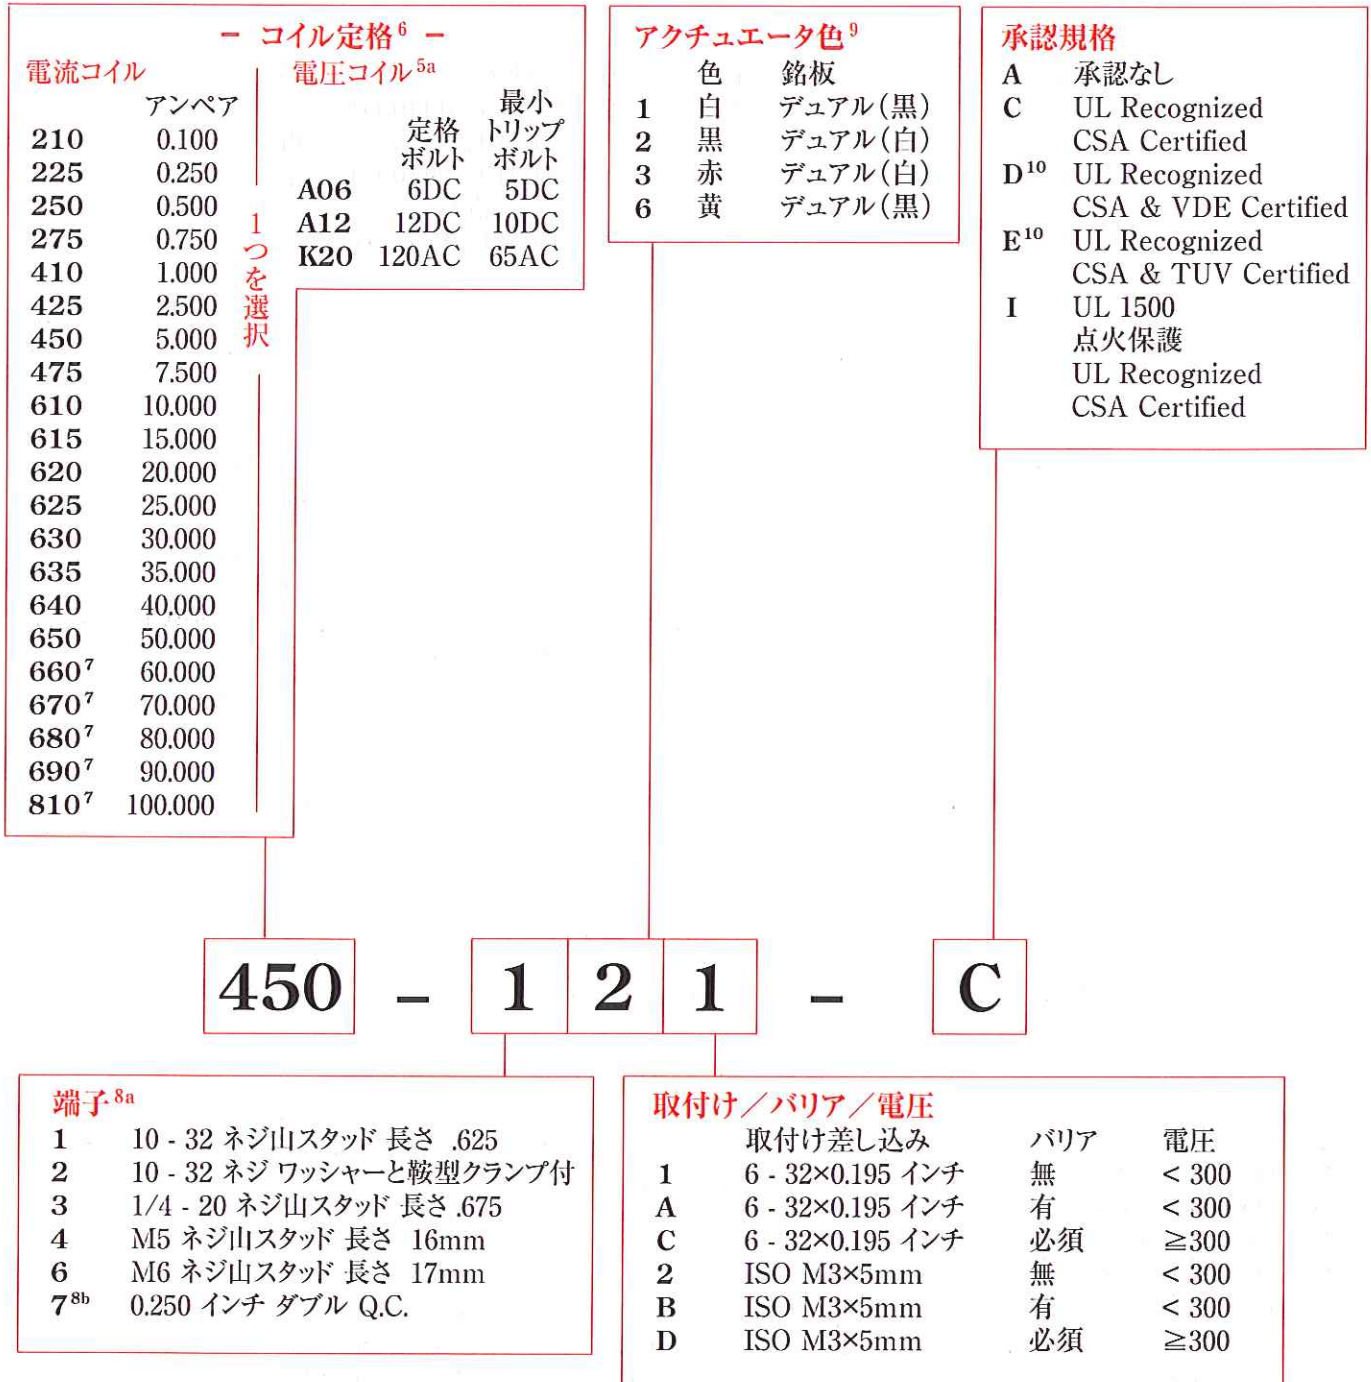 － コイル定格6 －
電流コイル
アンペア
210 0.100
225 0.250
250 0.500
275 0.750
410 1.000
425 2.500
450 5.000
475 7.500
610 10.000
615 15.000
620 20.000
625 25.000
630 30.000
635 35.000
640 40.000
650 50.000
6607 60.000
6707 70.000
6807 80.000
6907 90.000
8107 100.000
1つを選択
電圧コイル5a
定格ボルト 最小トリップボルト
A06 6DC 5DC
A12 12DC 10DC
K20 120AC 65AC
アクチュエータ色9
色 銘板
1 白 デュアル(黒)
2 黒 デュアル(白)
3 赤 デュアル(白)
6 黄 デュアル(黒)
承認規格
A 承認なし
C UL Recognized
CSA Certified
D10 UL Recognized
CSA & VDE Certified
E10 UL Recognized
CSA & TUV Certified
I UL 1500
点火保護
UL Recognized
CSA Certified
450 － 1 2 1 － C
端子8a
1 10 - 32 ネジ山スタッド 長さ .625
2 10 - 32 ネジ ワッシャーと鞍型クランプ付
3 1/4 - 20 ネジ山スタッド 長さ .675
4 M5 ネジ山スタッド 長さ 16mm
6 M6 ネジ山スタッド 長さ 17mm
78b 0.250 インチ ダブル Q.C.
取付け／バリア／電圧
取付け差し込み バリア 電圧
1 6 - 32×0.195 インチ 無 < 300
A 6 - 32×0.195 インチ 有 < 300
C 6 - 32×0.195 インチ 必須 ≧300
2 ISO M3×5mm 無 < 300
B ISO M3×5mm 有 < 300
D ISO M3×5mm 必須 ≧300